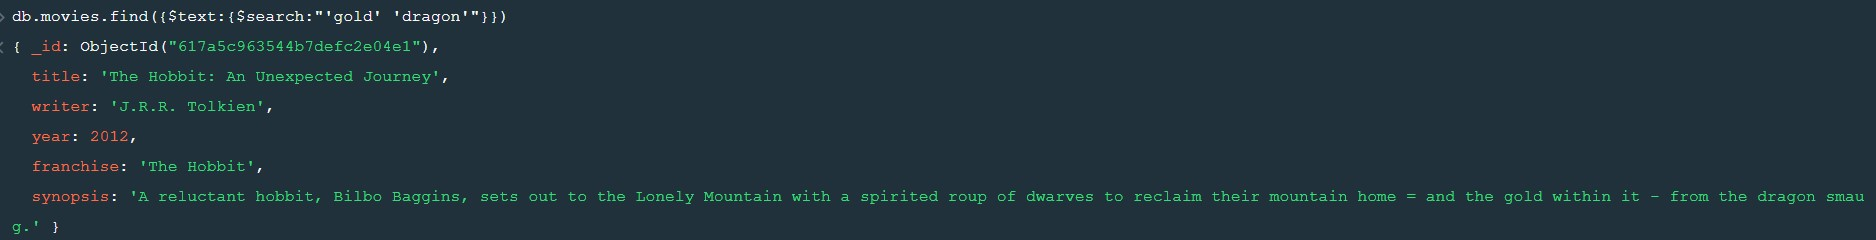 db.movies.find({$text:{$search:"'gold' 'dragon'"}})
{ _id: ObjectId("617a5c963544b7defc2e04e1"),
title: 'The Hobbit: An Unexpected Journey',
writer: 'J.R.R. Tolkien',
year: 2012,
franchise: 'The Hobbit',
synopsis: 'A reluctant hobbit, Bilbo Baggins, sets out to the Lonely Mountain with a spirited roup of dwarves to reclaim their mountain home = and the gold within it - from the dragon smau
g.' }